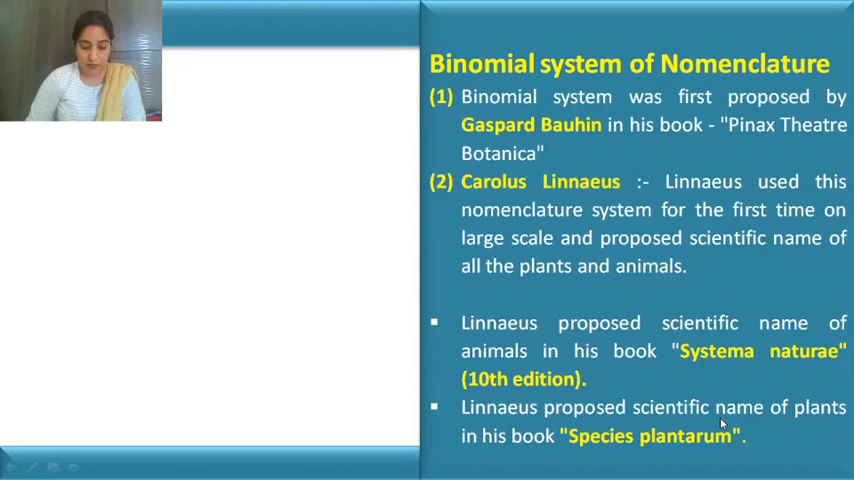 Binomial system of Nomenclature
(1) Binomial system was first proposed by
Gaspard Bauhin in his book - "Pinax Theatre
Botanica"
(2) Carolus Linnaeus :- Linnaeus used this
nomenclature system for the first time on
large scale and proposed scientific name of
all the plants and animals.
▪ Linnaeus proposed scientific name of
animals in his book "Systema naturae"
(10th edition).
▪ Linnaeus proposed scientific name of plants
in his book "Species plantarum".